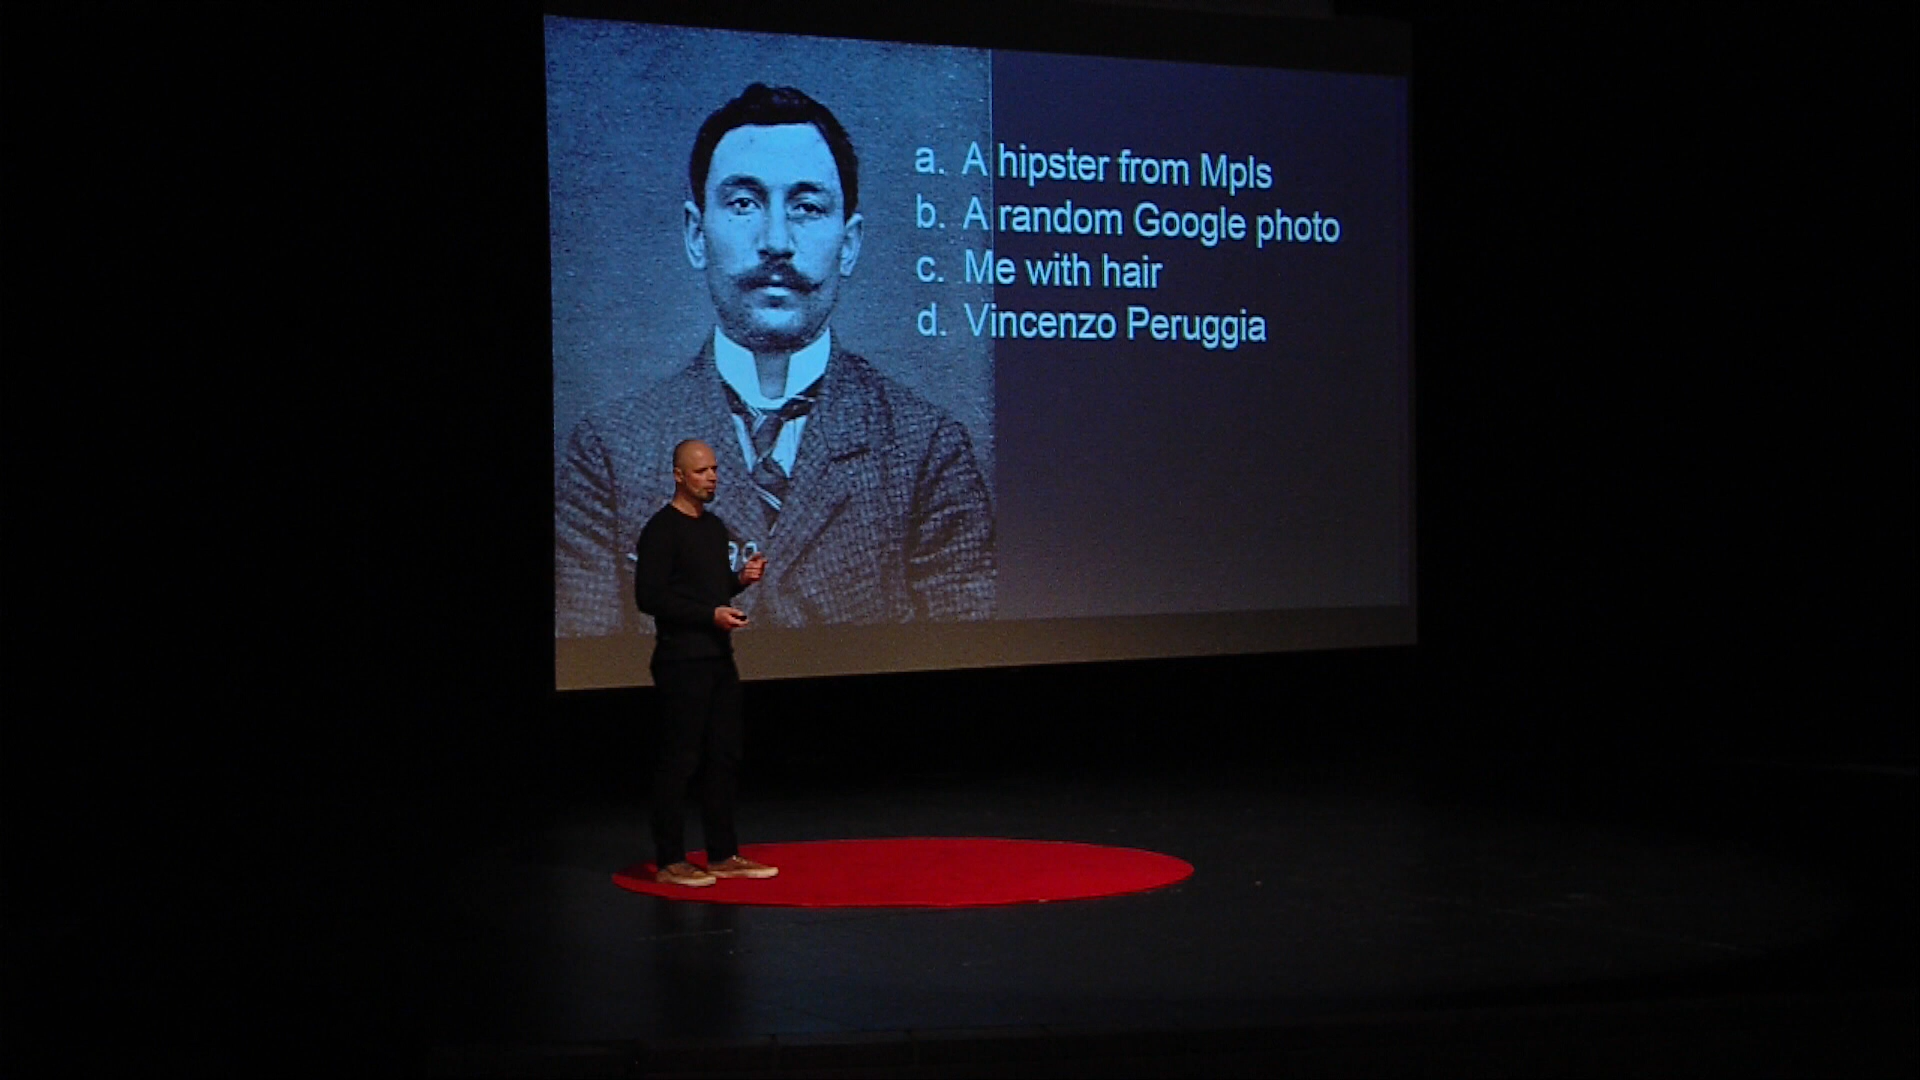 a. A hipster from Mpls
b. A random Google photo
c. Me with hair
d. Vincenzo Peruggia